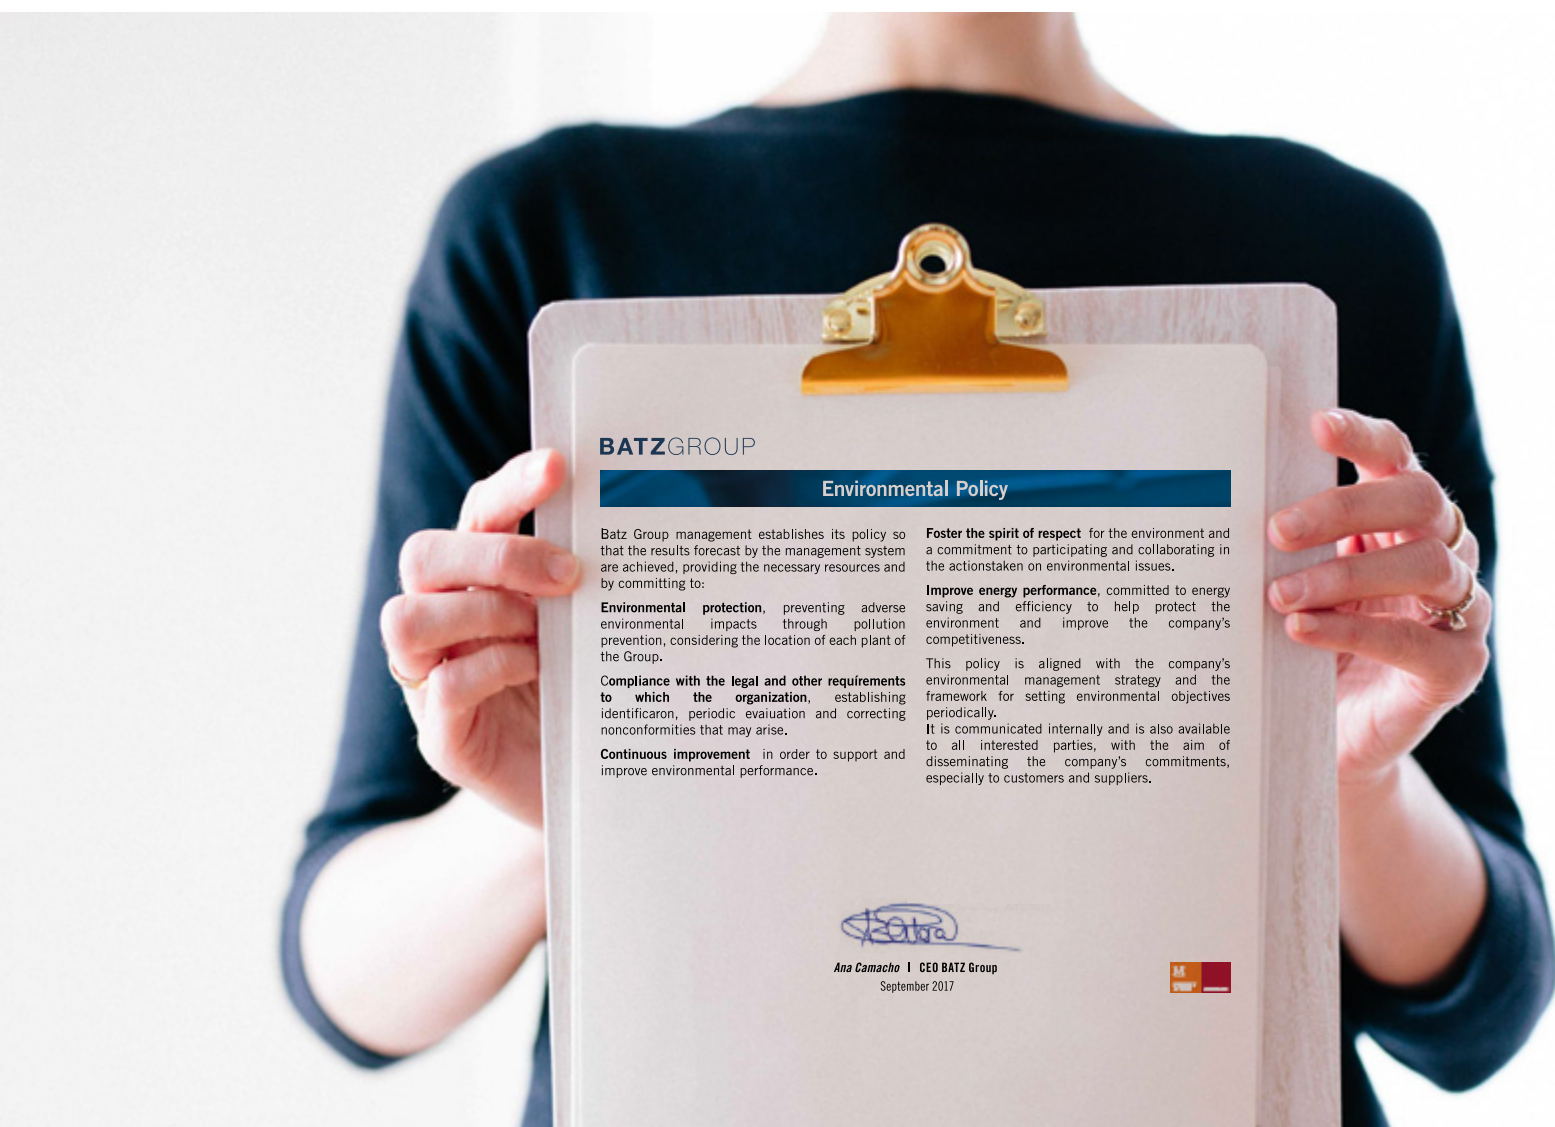 BATZGROUP
Environmental Policy
Batz Group management establishes its policy so
that the results forecast by the management system
are achieved, providing the necessary resources and
by committing to:
Environmental protection, preventing adverse
environmental impacts through pollution
prevention, considering the location of each plant of
the Group.
Compliance with the legal and other requírements
to which the organization, establishing
identificaron, periodic evaiuation and correcting
nonconformities that may arise.
Continuous improvement in order to support and
improve environmental performance.
Foster the spirit of respect for the environment and
a commitment to participating and collaborating in
the actionstaken on environmental issues.
Improve energy performance, committed to energy
saving and efficiency to help protect the
environment and improve the company's
competitiveness.
This policy is aligned with the company's
environmental management strategy and the
framework for setting environmental objectives
periodically.
It is communicated internally and is also available
to all interested parties, with the aim of
disseminating the company's commitments,
especially to customers and suppliers.
Ana Camacho I CEO BATZ Group
September 2017